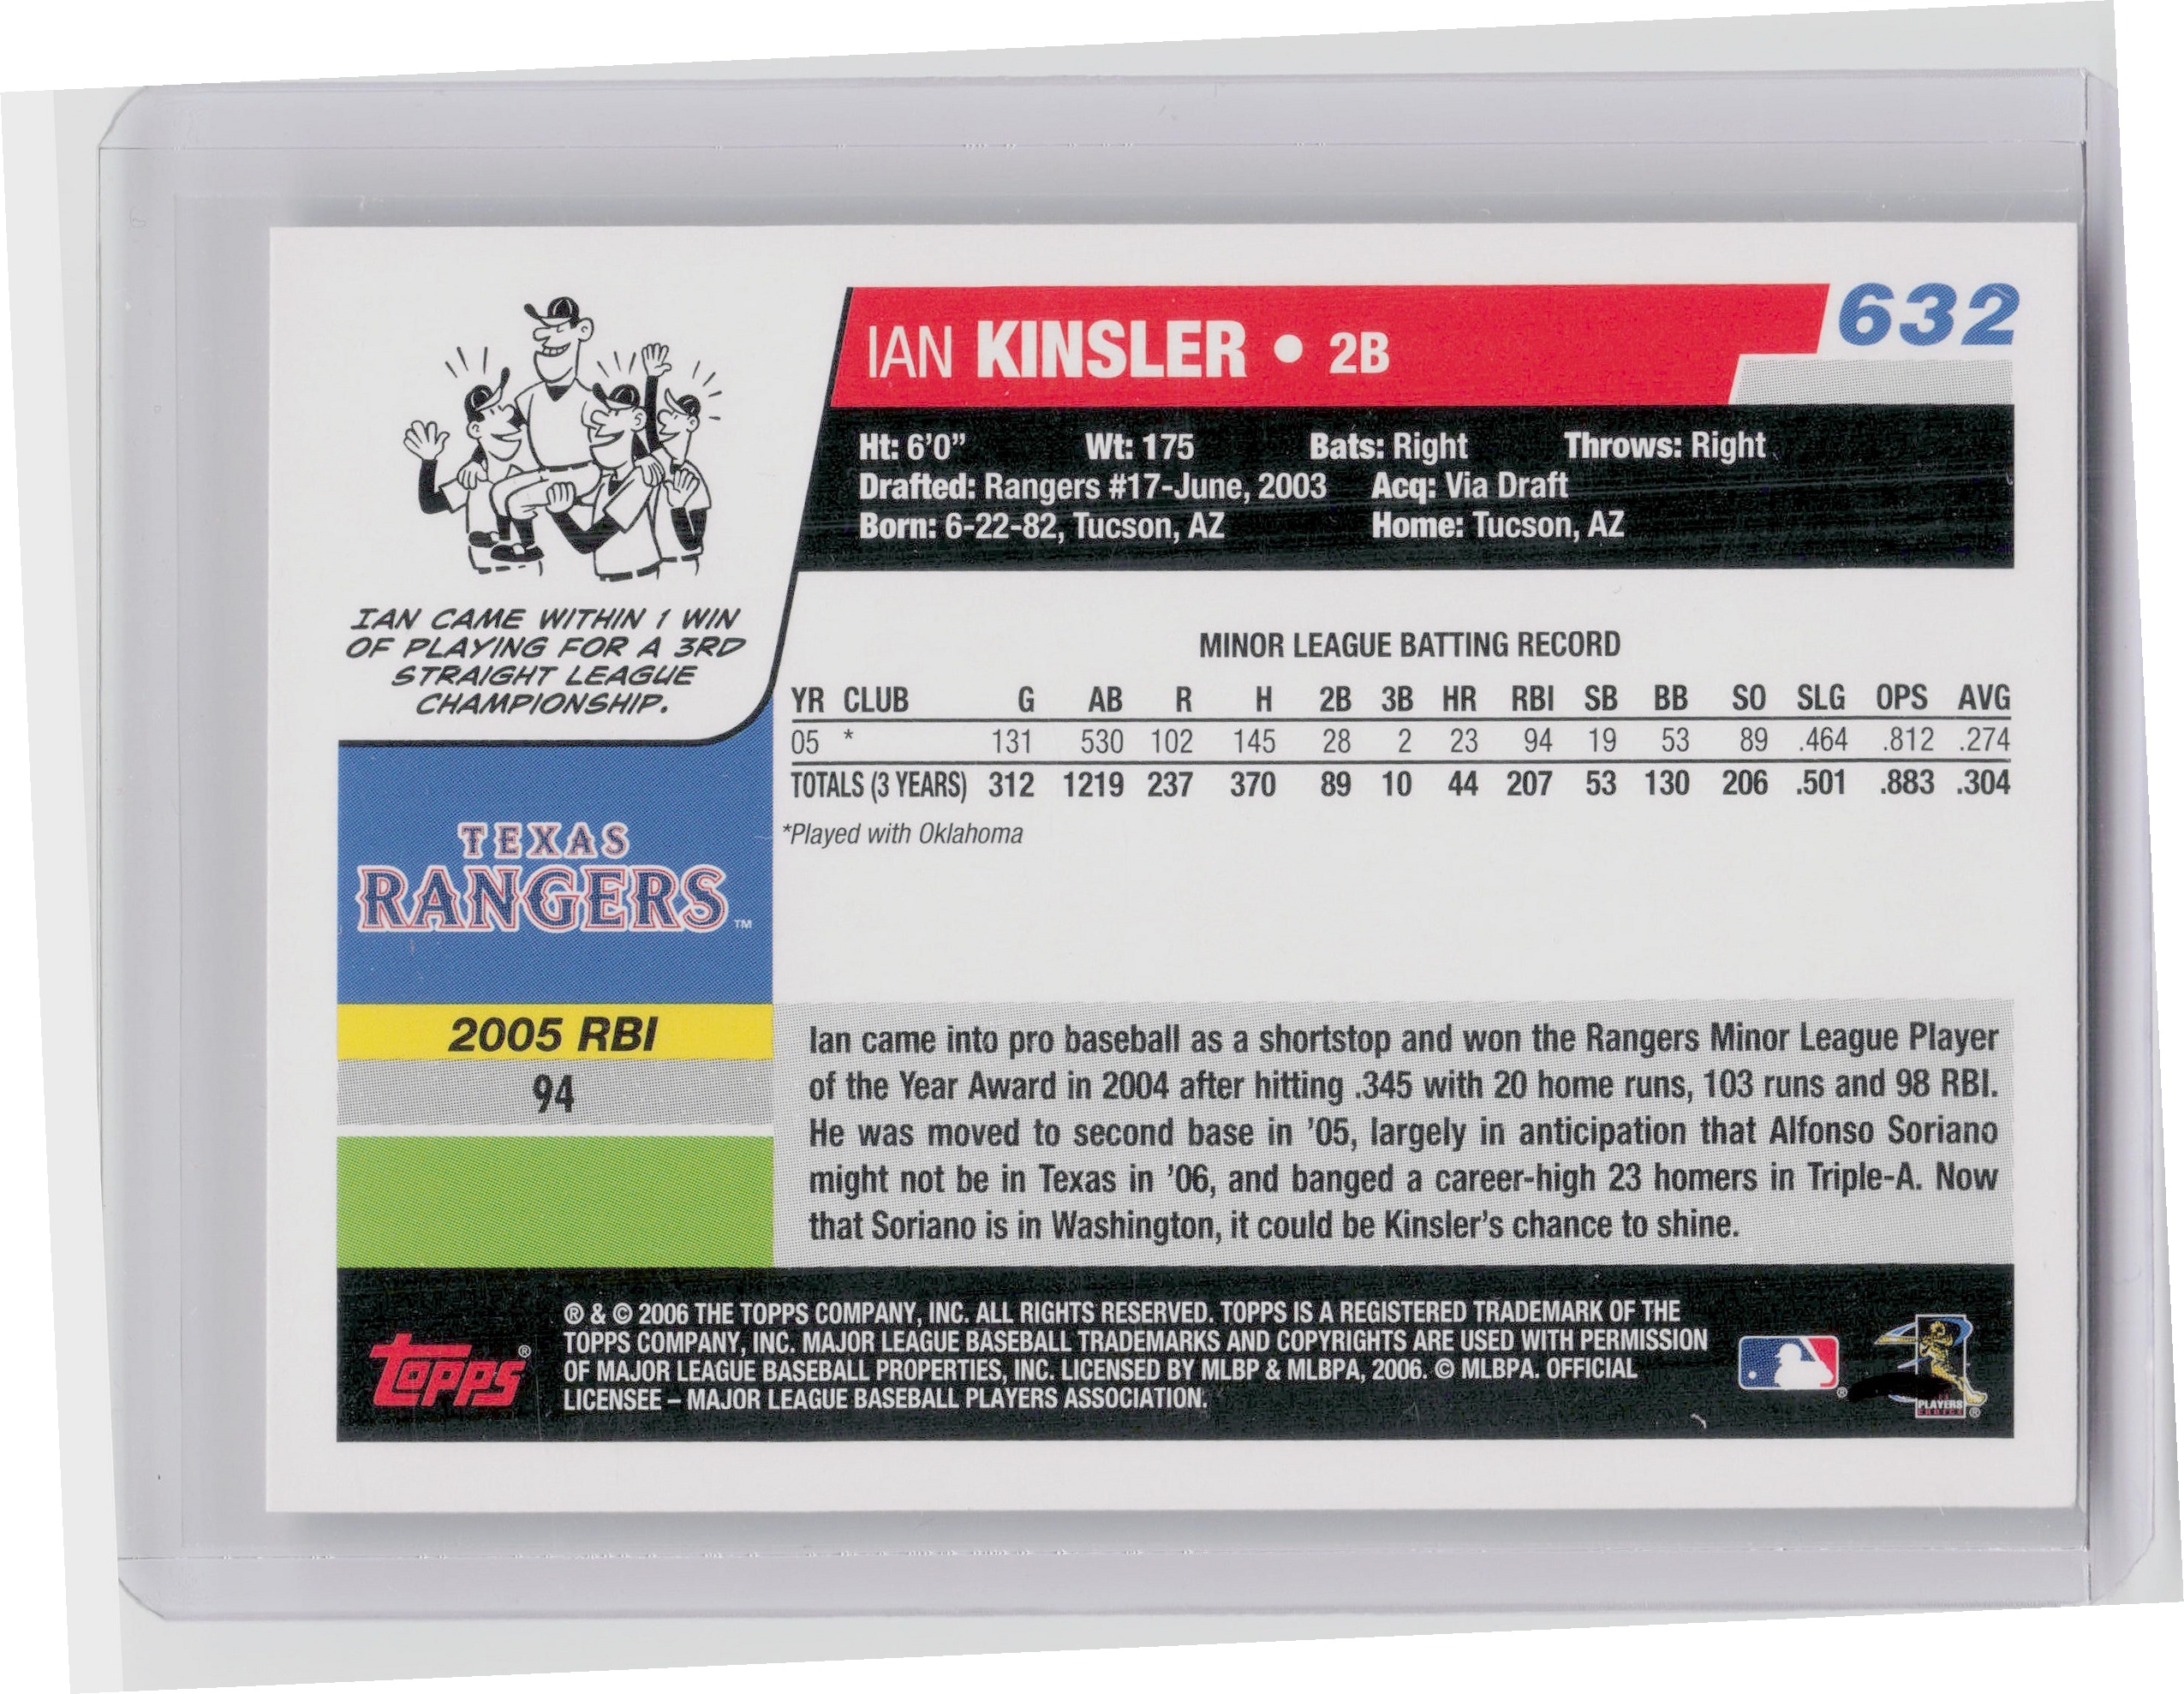 632
IAN KINSLER • 2B
Ht: 6'0" Wt: 175 Bats: Right Throws: Right
Drafted: Rangers #17-June, 2003 Acq: Via Draft
Born: 6-22-82, Tucson, AZ Home: Tucson, AZ
IAN CAME WITHIN 1 WIN
OF PLAYING FOR A 3RD
STRAIGHT LEAGUE
CHAMPIONSHIP.
MINOR LEAGUE BATTING RECORD
YR CLUB G AB R H 2B 3B HR RBI SB BB SO SLG OPS AVG
05 * 131 530 102 145 28 2 23 94 19 53 89 .464 .812 .274
TOTALS (3 YEARS) 312 1219 237 370 89 10 44 207 53 130 206 .501 .883 .304
*Played with Oklahoma
TEXAS
RANGERS™
2005 RBI
94
Ian came into pro baseball as a shortstop and won the Rangers Minor League Player
of the Year Award in 2004 after hitting .345 with 20 home runs, 103 runs and 98 RBI.
He was moved to second base in '05, largely in anticipation that Alfonso Soriano
might not be in Texas in '06, and banged a career-high 23 homers in Triple-A. Now
that Soriano is in Washington, it could be Kinsler's chance to shine.
Topps®
® & © 2006 THE TOPPS COMPANY, INC. ALL RIGHTS RESERVED. TOPPS IS A REGISTERED TRADEMARK OF THE
TOPPS COMPANY, INC. MAJOR LEAGUE BASEBALL TRADEMARKS AND COPYRIGHTS ARE USED WITH PERMISSION
OF MAJOR LEAGUE BASEBALL PROPERTIES, INC. LICENSED BY MLBP & MLBPA, 2006. © MLBPA. OFFICIAL
LICENSEE – MAJOR LEAGUE BASEBALL PLAYERS ASSOCIATION.
®
PLAYERS
CHOICE ®